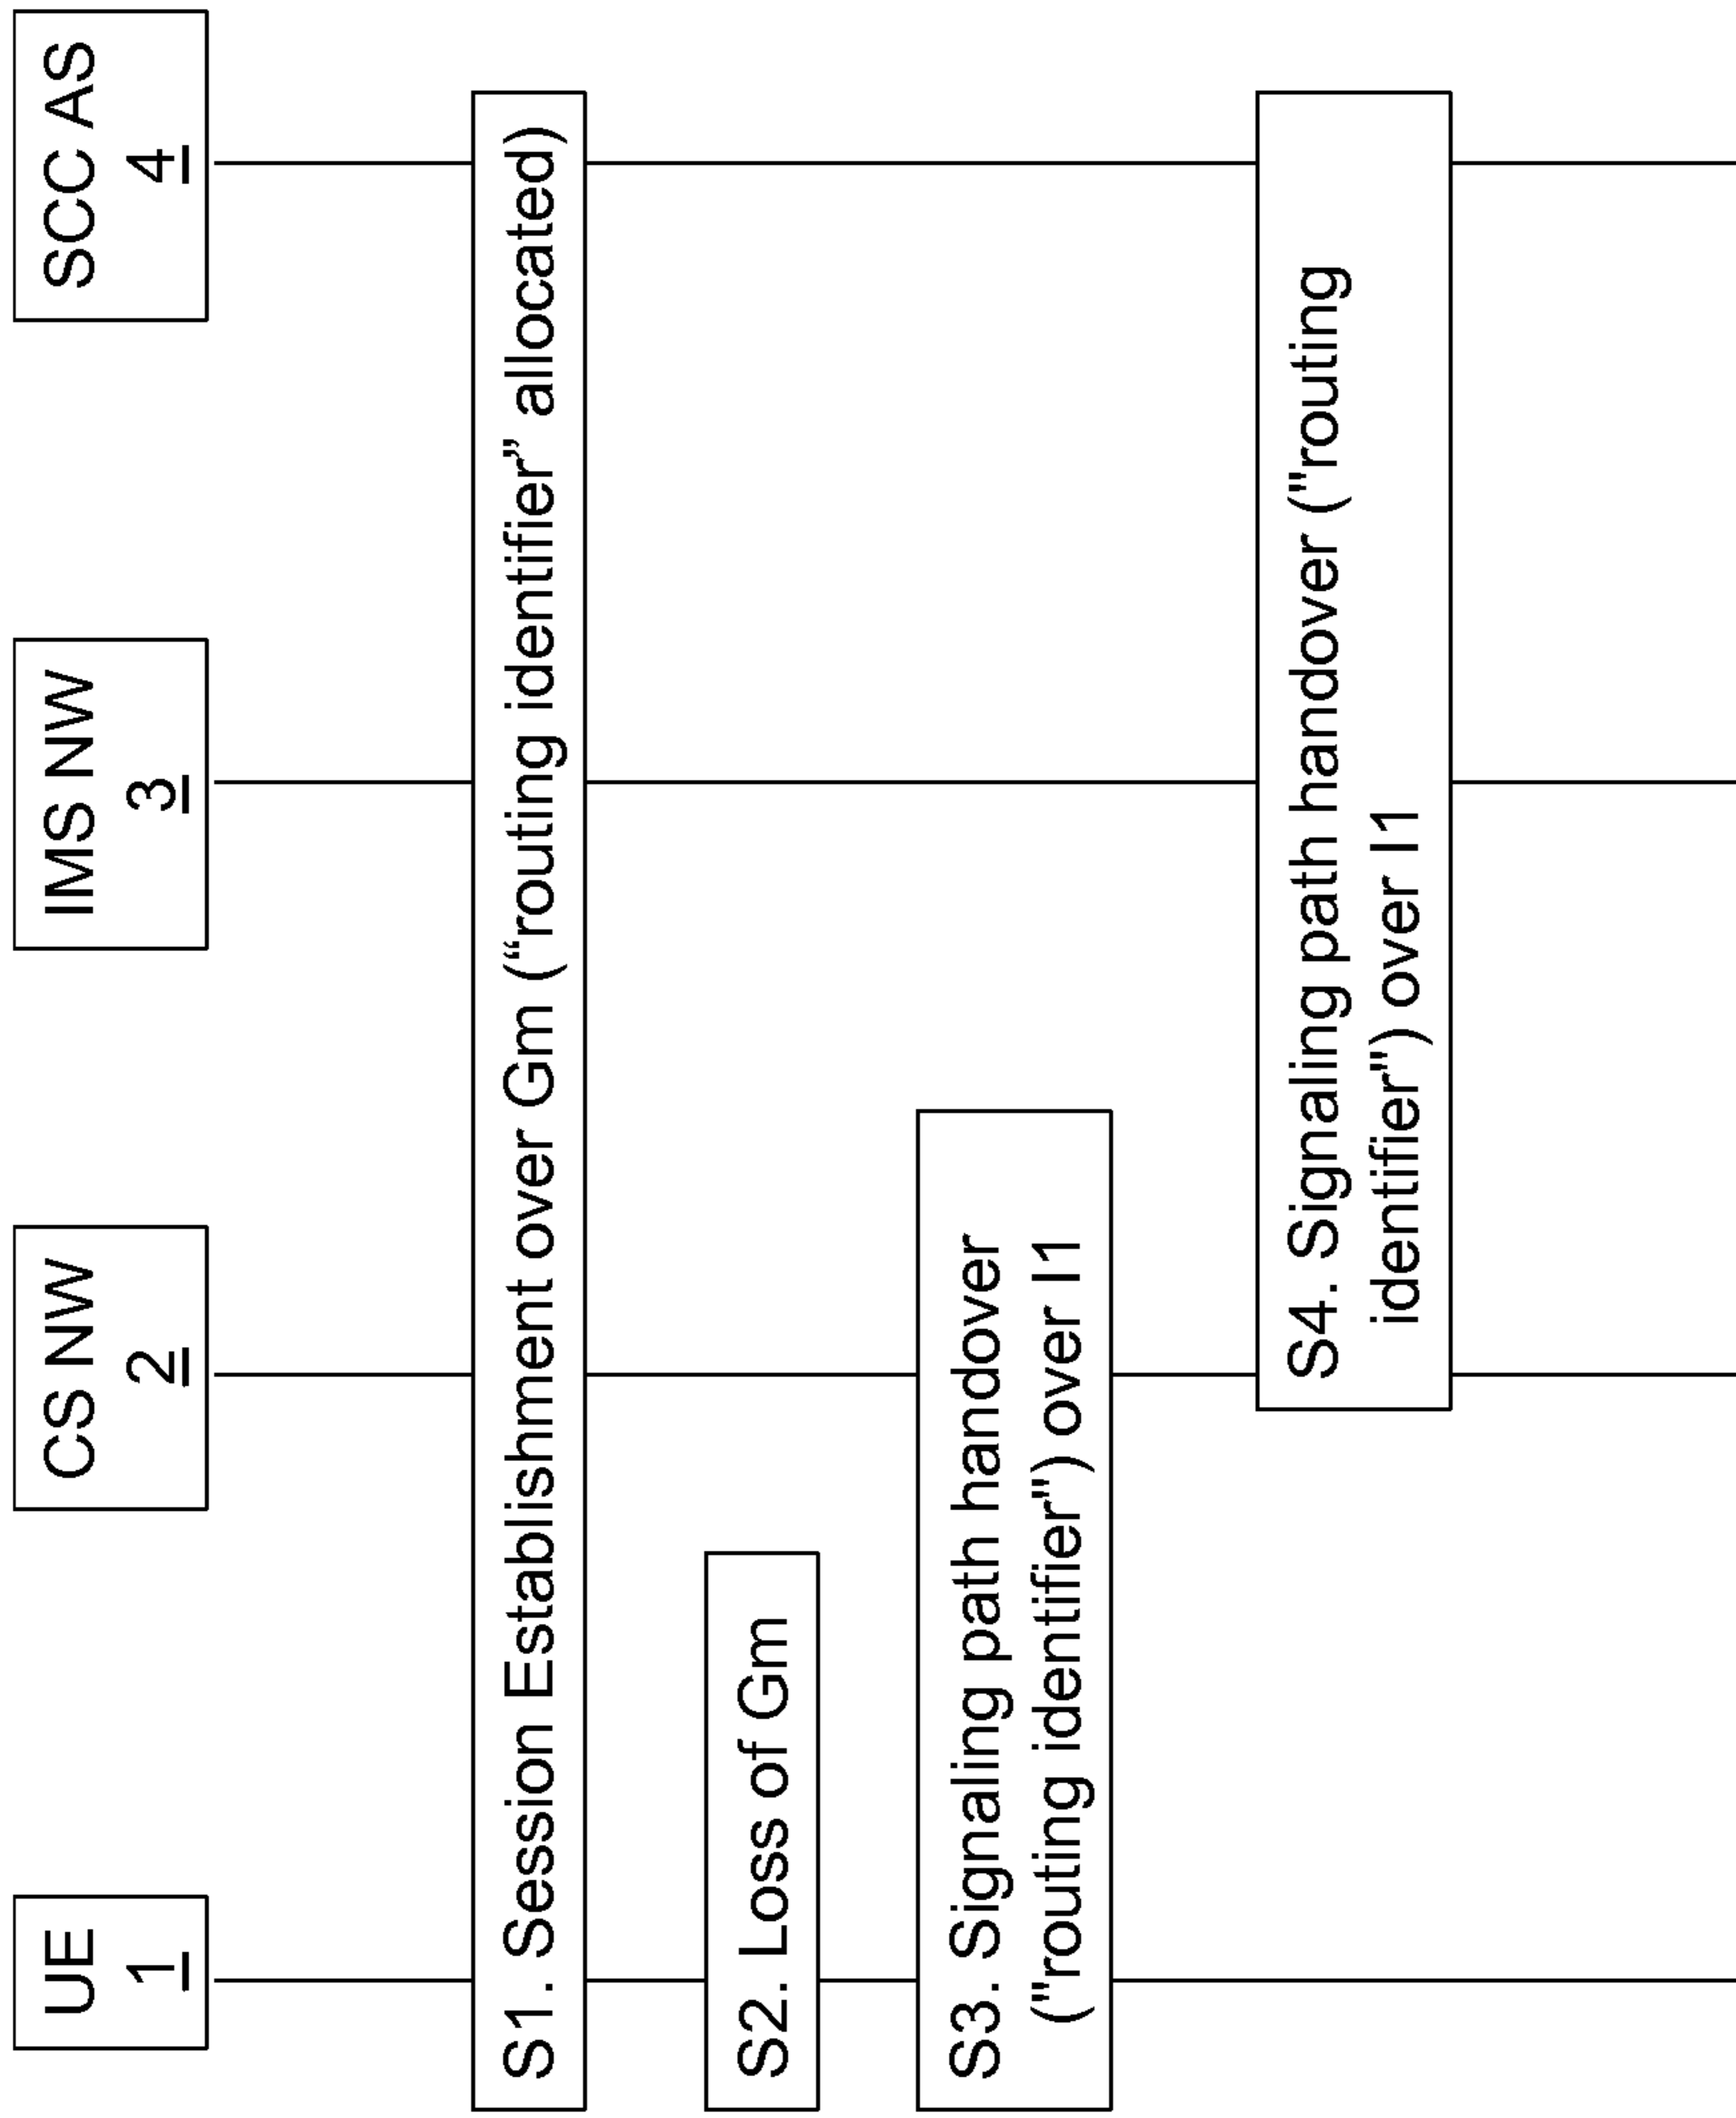 UE
1
CS NW
2
IMS NW
3
SCC AS
4
S1. Session Establishment over Gm (“routing identifier” allocated)
S2. Loss of Gm
S3. Signaling path handover
("routing identifier") over I1
S4. Signaling path handover ("routing
identifier") over I1